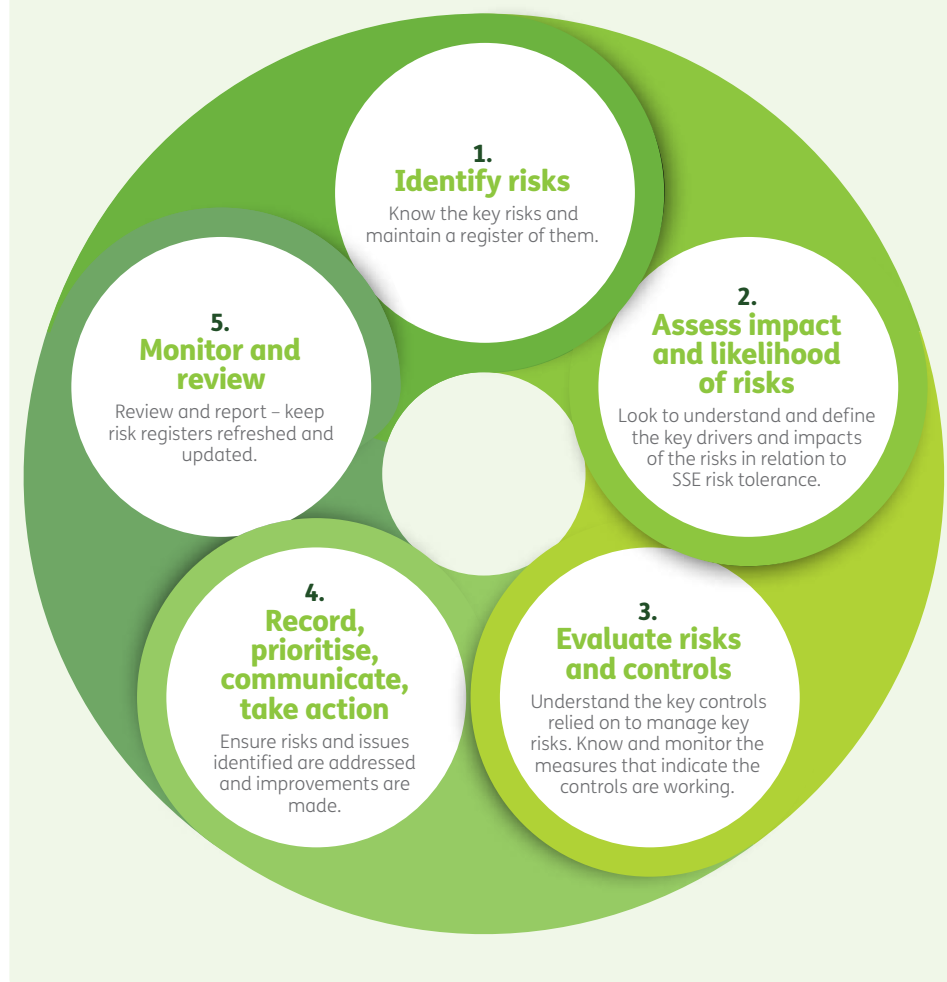 1.
Identify risks
Know the key risks and
maintain a register of them.
2.
Assess impact
and likelihood
of risks
Look to understand and define
the key drivers and impacts
of the risks in relation to
SSE risk tolerance.
3.
Evaluate risks
and controls
Understand the key controls
relied on to manage key
risks. Know and monitor the
measures that indicate the
controls are working.
4.
Record,
prioritise,
communicate,
take action
Ensure risks and issues
identified are addressed
and improvements are
made.
5.
Monitor and
review
Review and report – keep
risk registers refreshed and
updated.